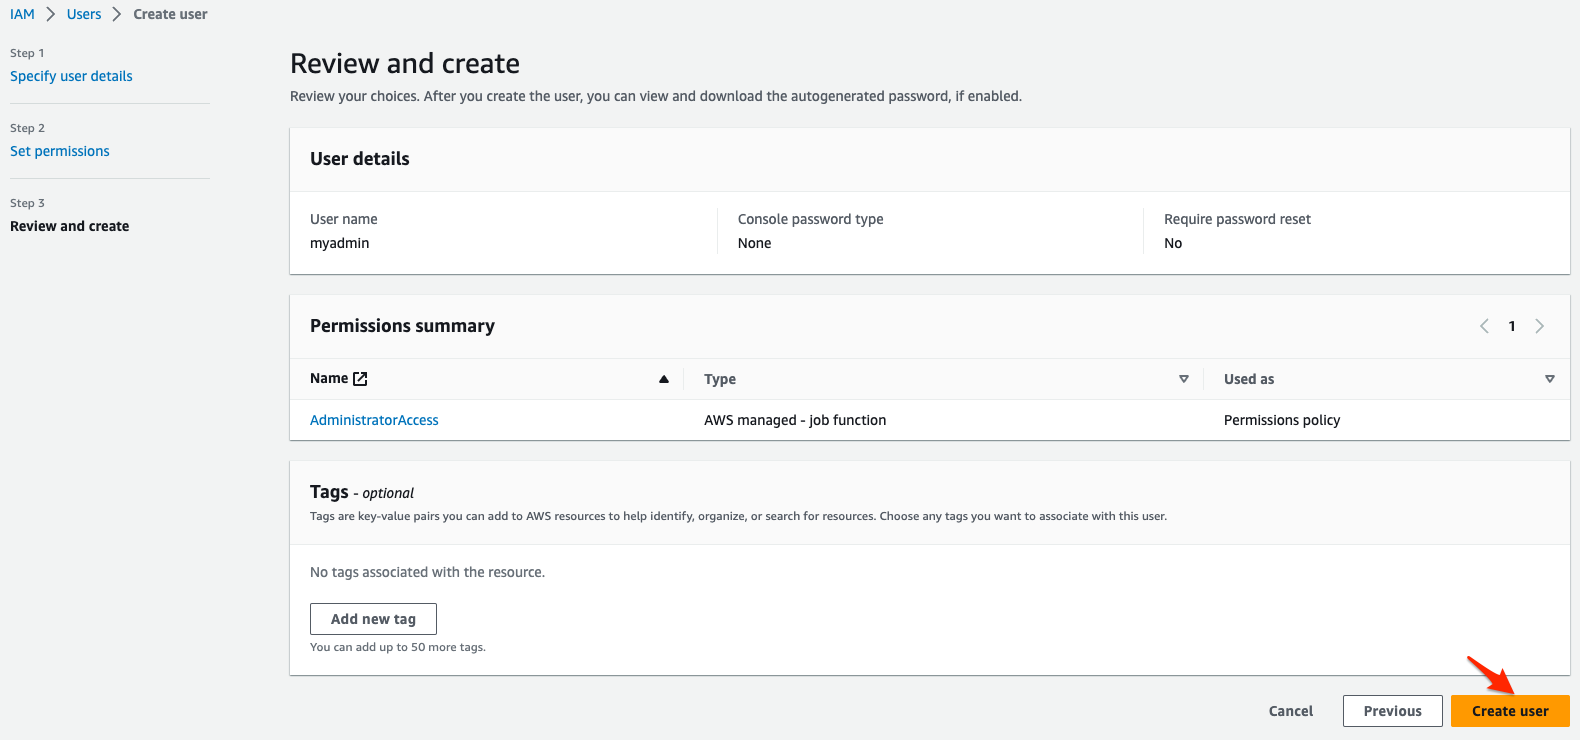 IAM > Users > Create user
Step 1
Specify user details
Step 2
Set permissions
Step 3
Review and create
Review and create
Review your choices. After you create the user, you can view and download the autogenerated password, if enabled.
User details
User name
myadmin
Console password type
None
Require password reset
No
Permissions summary
1
Name Type Used as
AdministratorAccess AWS managed - job function Permissions policy
Tags - optional
Tags are key-value pairs you can add to AWS resources to help identify, organize, or search for resources. Choose any tags you want to associate with this user.
No tags associated with the resource.
Add new tag
You can add up to 50 more tags.
Cancel Previous Create user